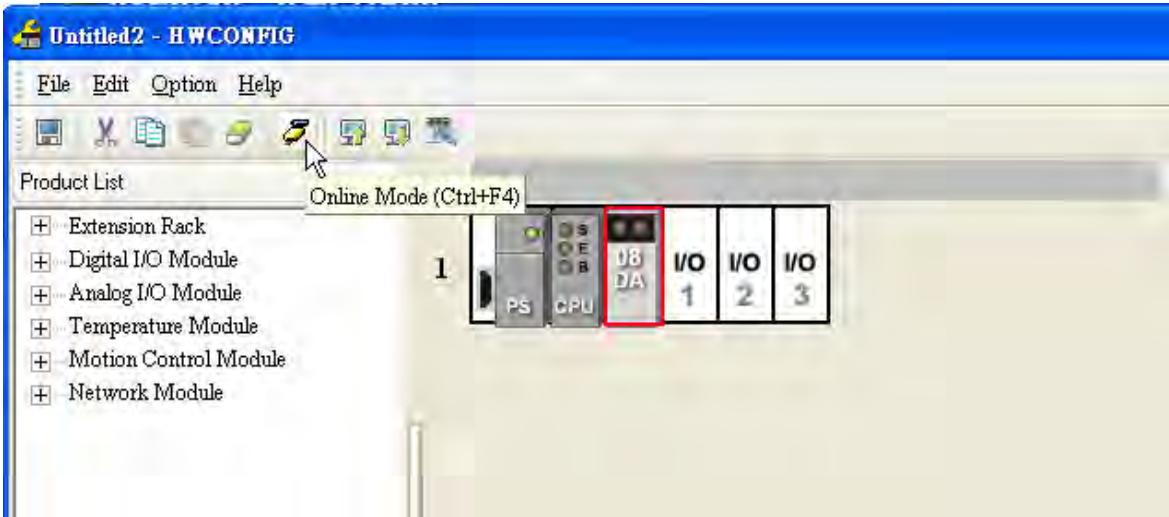 Untitled2 - HWCONFIG
File Edit Option Help
Product List
Online Mode (Ctrl+F4)
Extension Rack
Digital I/O Module
Analog I/O Module
Temperature Module
Motion Control Module
Network Module
1
PS
CPU
S
E
B
08
DA
I/O
1
I/O
2
I/O
3